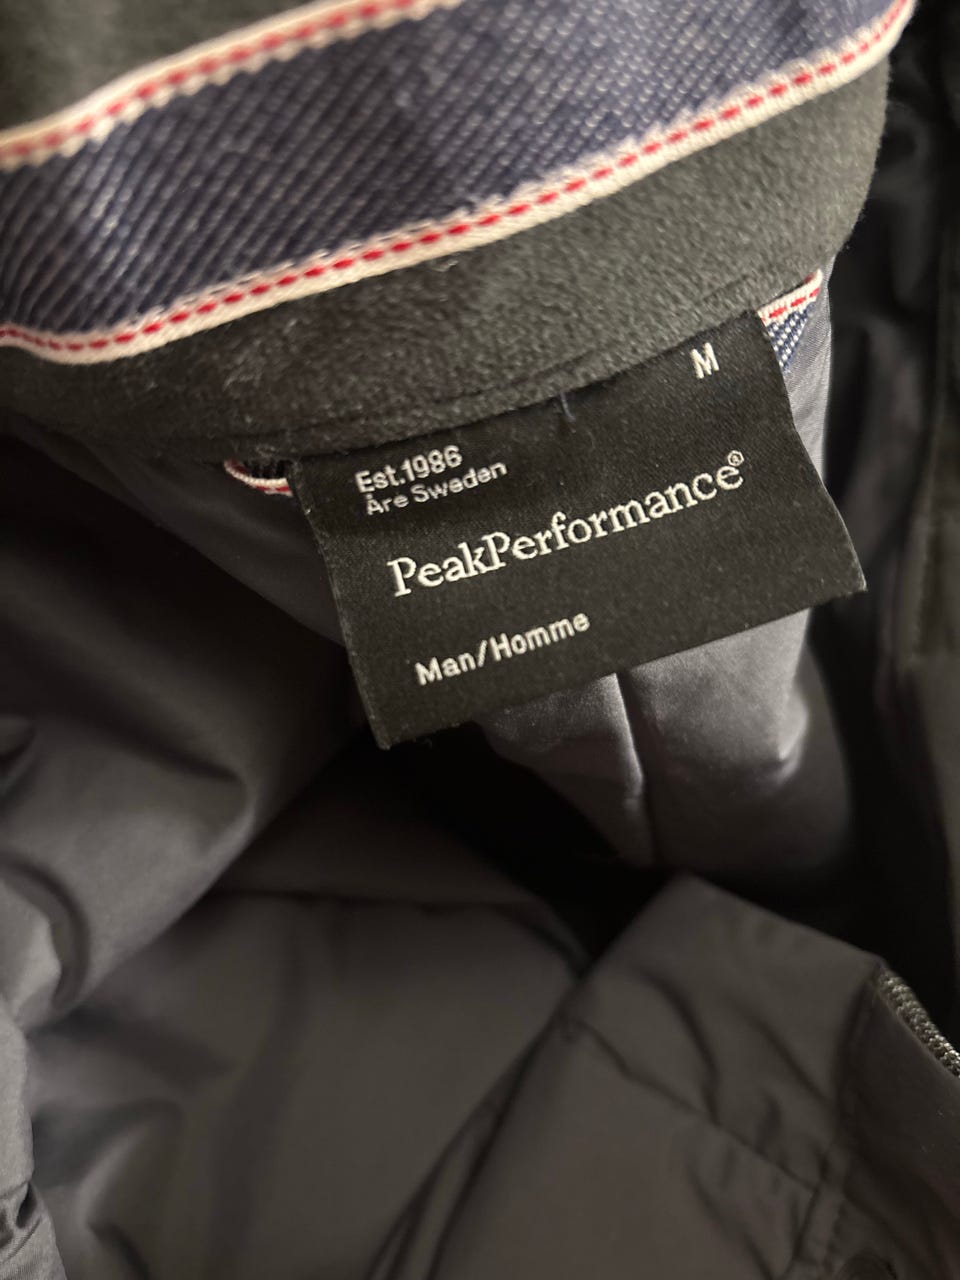 M
Est.1986
Åre Sweden
PeakPerformance®
Man/Homme